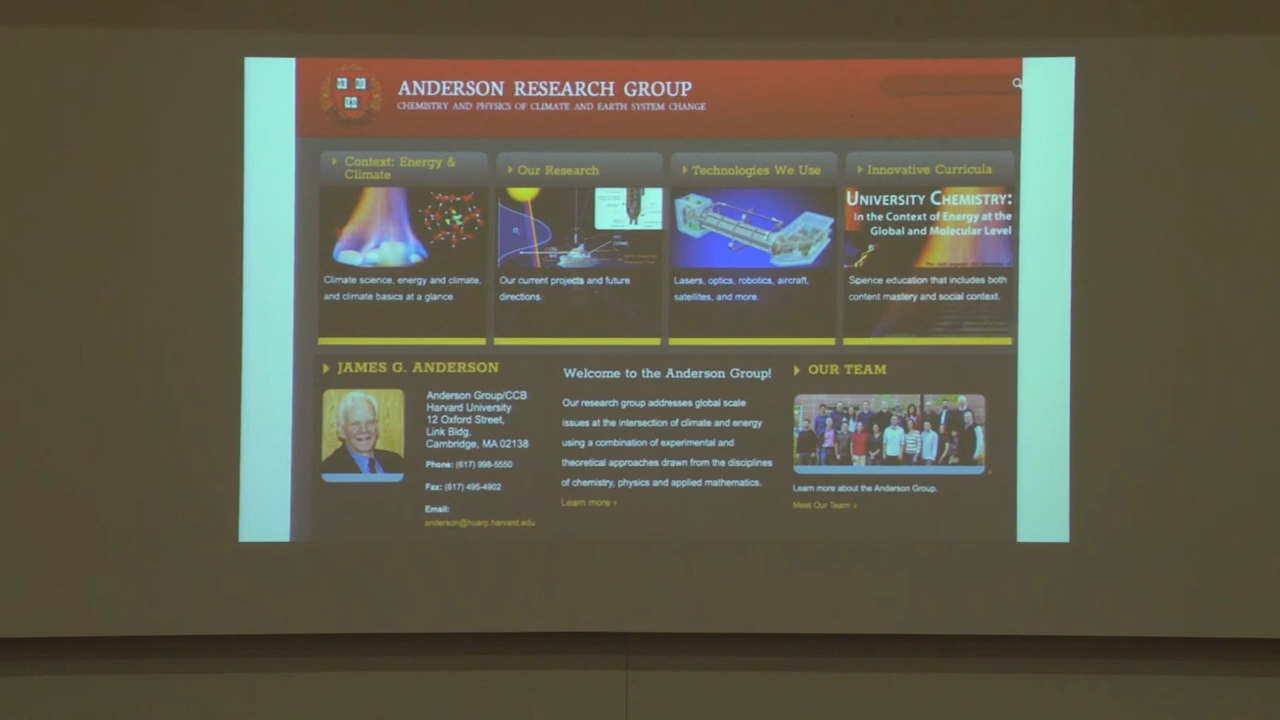 ANDERSON RESEARCH GROUP
CHEMISTRY AND PHYSICS OF CLIMATE AND EARTH SYSTEM CHANGE
Context: Energy &
Climate
Climate science, energy and climate,
and climate basics at a glance.
Our Research
Our current projects and future
directions.
Technologies We Use
Lasers, optics, robotics, aircraft,
satellites, and more.
Innovative Curricula
UNIVERSITY CHEMISTRY:
In the Context of Energy at the
Global and Molecular Level
Science education that includes both
content mastery and social context.
JAMES G. ANDERSON
Anderson Group/CCB
Harvard University
12 Oxford Street,
Link Bldg.
Cambridge, MA 02138
Phone: (617) 998-5550
Fax: (617) 495-4902
Email:
anderson@huarp.harvard.edu
Welcome to the Anderson Group!
Our research group addresses global scale
issues at the intersection of climate and energy
using a combination of experimental and
theoretical approaches drawn from the disciplines
of chemistry, physics and applied mathematics.
Learn more ›
OUR TEAM
Learn more about the Anderson Group.
Meet Our Team ›